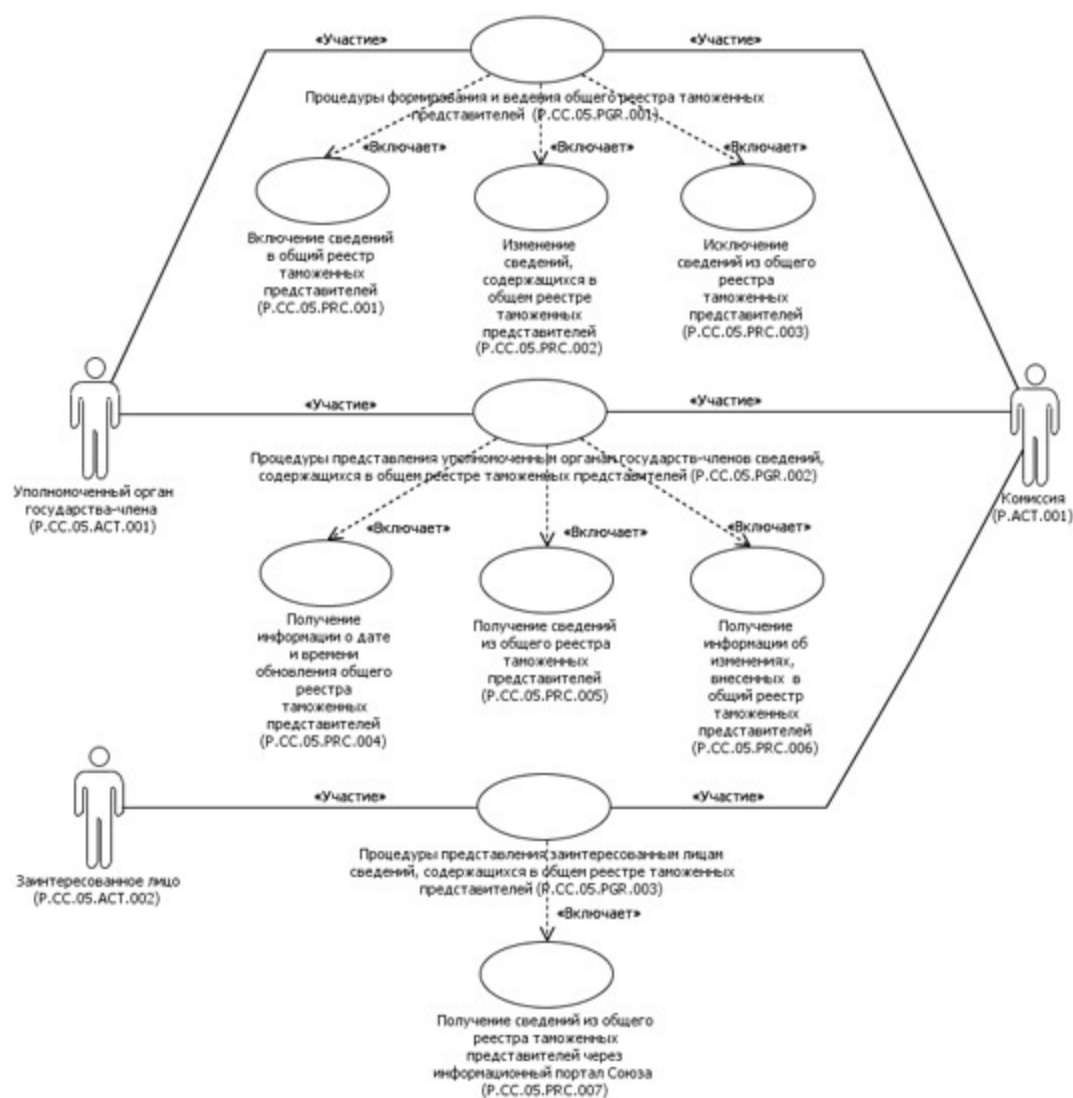 «Участие»
«Участие»
Процедуры формирования и ведения общего реестра таможенных
представителей (P.CC.05.PGR.001)
«Включает»
«Включает»
«Включает»
Включение сведений
в общий реестр
таможенных
представителей
(P.CC.05.PRC.001)
Изменение
сведений,
содержащихся в
общем реестре
таможенных
представителей
(P.CC.05.PRC.002)
Исключение
сведений из общего
реестра
таможенных
представителей
(P.CC.05.PRC.003)
«Участие»
«Участие»
Уполномоченный орган
государства-члена
(P.CC.05.ACT.001)
Комиссия
(P.ACT.001)
Процедуры представления уполномоченным органам государств-членов сведений,
содержащихся в общем реестре таможенных представителей (P.CC.05.PGR.002)
«Включает»
«Включает»
«Включает»
Получение
информации о дате
и времени
обновления общего
реестра
таможенных
представителей
(P.CC.05.PRC.004)
Получение сведений
из общего реестра
таможенных
представителей
(P.CC.05.PRC.005)
Получение
информации об
изменениях,
внесенных в
общий реестр
таможенных
представителей
(P.CC.05.PRC.006)
«Участие»
«Участие»
Заинтересованное лицо
(P.CC.05.ACT.002)
Процедуры представления заинтересованным лицам
сведений, содержащихся в общем реестре таможенных
представителей (P.CC.05.PGR.003)
«Включает»
Получение сведений из общего
реестра таможенных
представителей через
информационный портал Союза
(P.CC.05.PRC.007)